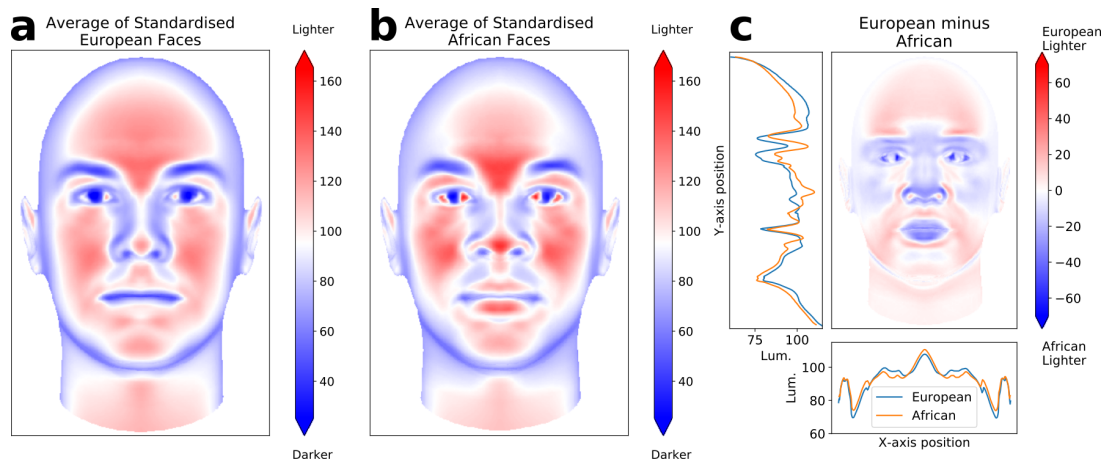 a
Average of Standardised
European Faces
Lighter
160
140
120
100
80
60
40
Darker
b
Average of Standardised
African Faces
Lighter
160
140
120
100
80
60
40
Darker
c
European minus
African
European
Lighter
60
40
20
0
−20
−40
−60
African
Lighter
Y-axis position
75
100
Lum.
Lum.
100
80
60
European
African
X-axis position